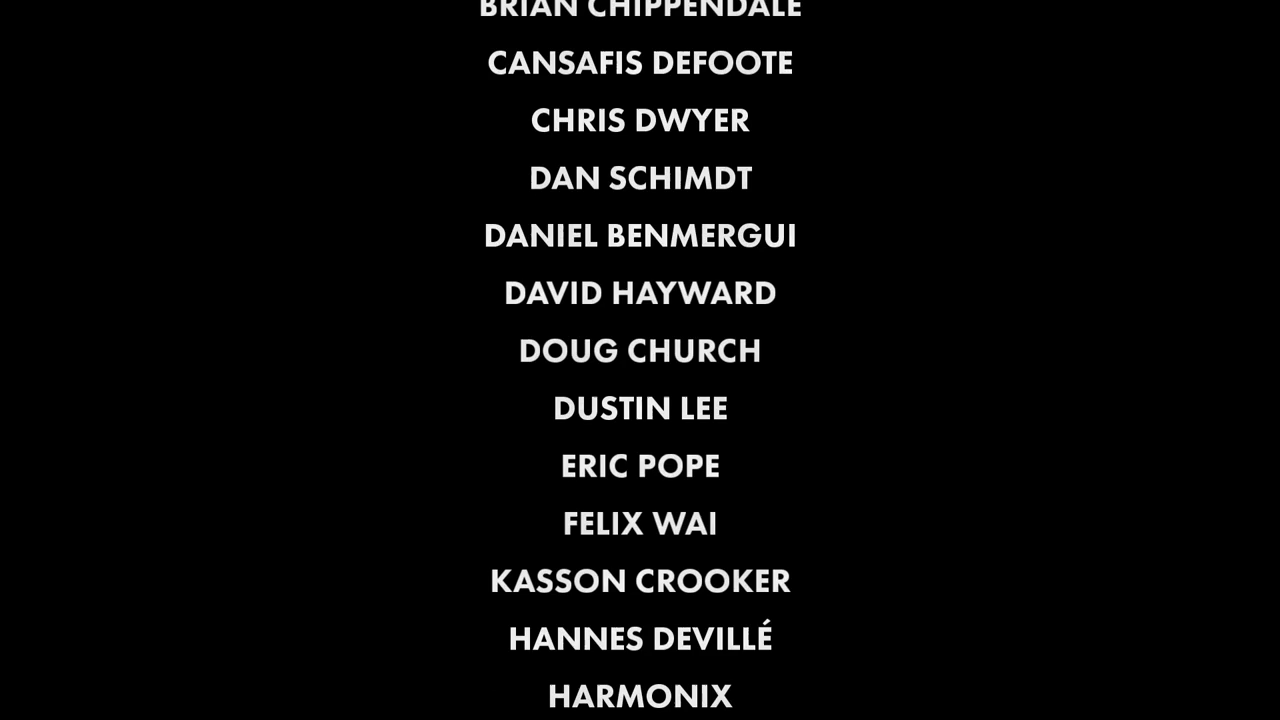 BRIAN CHIPPENDALE
CANSAFIS DEFOOTE
CHRIS DWYER
DAN SCHIMDT
DANIEL BENMERGUI
DAVID HAYWARD
DOUG CHURCH
DUSTIN LEE
ERIC POPE
FELIX WAI
KASSON CROOKER
HANNES DEVILLÉ
HARMONIX